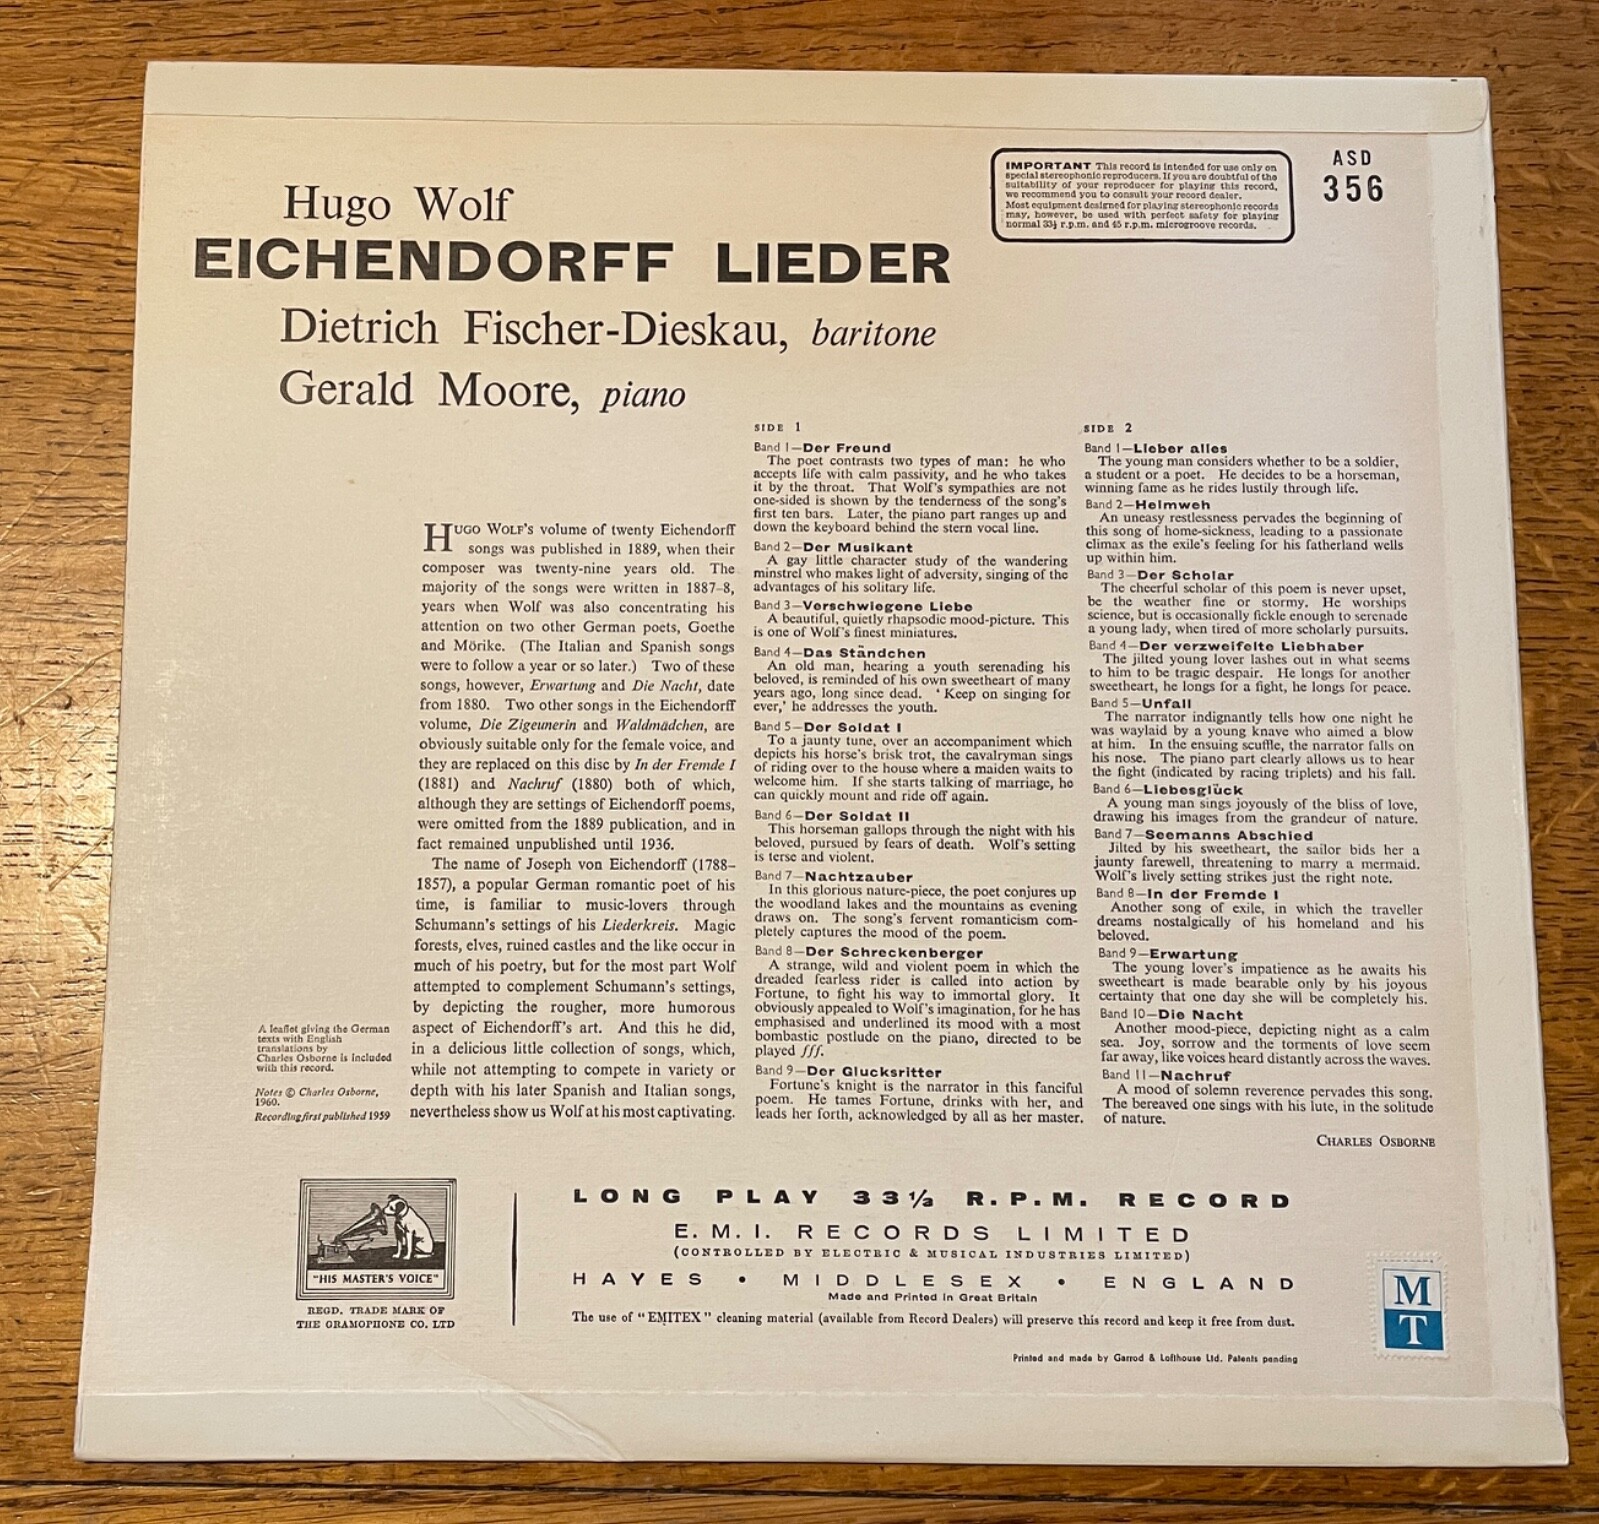 IMPORTANT This record is intended for use only on
special stereophonic reproducers. If you are doubtful of the
suitability of your reproducer for playing this record,
we recommend you to consult your record dealer.
Most equipment designed for playing stereophonic records
may, however, be used with perfect safety for playing
normal 33⅓ r.p.m. and 45 r.p.m. microgroove records.
ASD
356
Hugo Wolf
EICHENDORFF LIEDER
Dietrich Fischer-Dieskau, baritone
Gerald Moore, piano
HUGO WOLF'S volume of twenty Eichendorff
songs was published in 1889, when their
composer was twenty-nine years old. The
majority of the songs were written in 1887–8,
years when Wolf was also concentrating his
attention on two other German poets, Goethe
and Mörike. (The Italian and Spanish songs
were to follow a year or so later.) Two of these
songs, however, Erwartung and Die Nacht, date
from 1880. Two other songs in the Eichendorff
volume, Die Zigeunerin and Waldmädchen, are
obviously suitable only for the female voice, and
they are replaced on this disc by In der Fremde I
(1881) and Nachruf (1880) both of which,
although they are settings of Eichendorff poems,
were omitted from the 1889 publication, and in
fact remained unpublished until 1936.
The name of Joseph von Eichendorff (1788–
1857), a popular German romantic poet of his
time, is familiar to music-lovers through
Schumann's settings of his Liederkreis. Magic
forests, elves, ruined castles and the like occur in
much of his poetry, but for the most part Wolf
attempted to complement Schumann's settings,
by depicting the rougher, more humorous
aspect of Eichendorff's art. And this he did,
in a delicious little collection of songs, which,
while not attempting to compete in variety or
depth with his later Spanish and Italian songs,
nevertheless show us Wolf at his most captivating.
A leaflet giving the German
texts with English
translations by
Charles Osborne is included
with this record.
Notes © Charles Osborne,
1960.
Recording first published 1959
SIDE 1
Band 1—Der Freund
The poet contrasts two types of man: he who
accepts life with calm passivity, and he who takes
it by the throat. That Wolf's sympathies are not
one-sided is shown by the tenderness of the song's
first ten bars. Later, the piano part ranges up and
down the keyboard behind the stern vocal line.
Band 2—Der Musikant
A gay little character study of the wandering
minstrel who makes light of adversity, singing of the
advantages of his solitary life.
Band 3—Verschwiegene Liebe
A beautiful, quietly rhapsodic mood-picture. This
is one of Wolf's finest miniatures.
Band 4—Das Ständchen
An old man, hearing a youth serenading his
beloved, is reminded of his own sweetheart of many
years ago, long since dead. ' Keep on singing for
ever,' he addresses the youth.
Band 5—Der Soldat I
To a jaunty tune, over an accompaniment which
depicts his horse's brisk trot, the cavalryman sings
of riding over to the house where a maiden waits to
welcome him. If she starts talking of marriage, he
can quickly mount and ride off again.
Band 6—Der Soldat II
This horseman gallops through the night with his
beloved, pursued by fears of death. Wolf's setting
is terse and violent.
Band 7—Nachtzauber
In this glorious nature-piece, the poet conjures up
the woodland lakes and the mountains as evening
draws on. The song's fervent romanticism com-
pletely captures the mood of the poem.
Band 8—Der Schreckenberger
A strange, wild and violent poem in which the
dreaded fearless rider is called into action by
Fortune, to fight his way to immortal glory. It
obviously appealed to Wolf's imagination, for he has
emphasised and underlined its mood with a most
bombastic postlude on the piano, directed to be
played fff.
Band 9—Der Glucksritter
Fortune's knight is the narrator in this fanciful
poem. He tames Fortune, drinks with her, and
leads her forth, acknowledged by all as her master.
SIDE 2
Band 1—Lieber alles
The young man considers whether to be a soldier,
a student or a poet. He decides to be a horseman,
winning fame as he rides lustily through life.
Band 2—Heimweh
An uneasy restlessness pervades the beginning of
this song of home-sickness, leading to a passionate
climax as the exile's feeling for his fatherland wells
up within him.
Band 3—Der Scholar
The cheerful scholar of this poem is never upset,
be the weather fine or stormy. He worships
science, but is occasionally fickle enough to serenade
a young lady, when tired of more scholarly pursuits.
Band 4—Der verzweifelte Liebhaber
The jilted young lover lashes out in what seems
to him to be tragic despair. He longs for another
sweetheart, he longs for a fight, he longs for peace.
Band 5—Unfall
The narrator indignantly tells how one night he
was waylaid by a young knave who aimed a blow
at him. In the ensuing scuffle, the narrator falls on
his nose. The piano part clearly allows us to hear
the fight (indicated by racing triplets) and his fall.
Band 6—Liebesglück
A young man sings joyously of the bliss of love,
drawing his images from the grandeur of nature.
Band 7—Seemanns Abschied
Jilted by his sweetheart, the sailor bids her a
jaunty farewell, threatening to marry a mermaid.
Wolf's lively setting strikes just the right note.
Band 8—In der Fremde I
Another song of exile, in which the traveller
dreams nostalgically of his homeland and his
beloved.
Band 9—Erwartung
The young lover's impatience as he awaits his
sweetheart is made bearable only by his joyous
certainty that one day she will be completely his.
Band 10—Die Nacht
Another mood-piece, depicting night as a calm
sea. Joy, sorrow and the torments of love seem
far away, like voices heard distantly across the waves.
Band 11—Nachruf
A mood of solemn reverence pervades this song.
The bereaved one sings with his lute, in the solitude
of nature.
CHARLES OSBORNE
"HIS MASTER'S VOICE"
REGD. TRADE MARK OF
THE GRAMOPHONE CO. LTD
LONG PLAY 33⅓ R.P.M. RECORD
E.M.I. RECORDS LIMITED
(CONTROLLED BY ELECTRIC & MUSICAL INDUSTRIES LIMITED)
HAYES • MIDDLESEX • ENGLAND
Made and Printed in Great Britain
The use of "EMITEX" cleaning material (available from Record Dealers) will preserve this record and keep it free from dust.
Printed and made by Garrod & Lofthouse Ltd. Patents pending
M
T